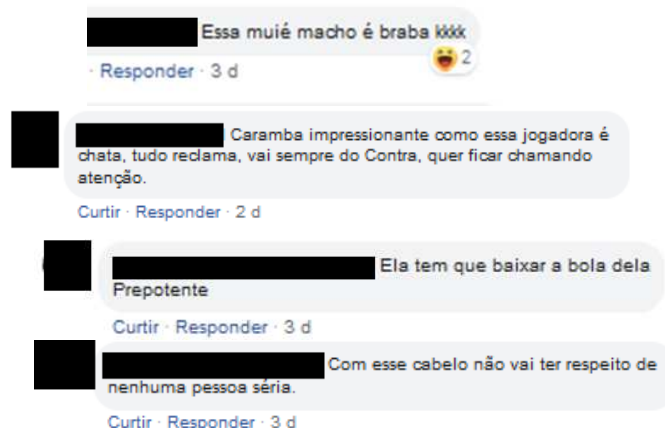 Essa muié macho é braba kkkk
2
· Responder · 3 d
Caramba impressionante como essa jogadora é
chata, tudo reclama, vai sempre do Contra, quer ficar chamando
atenção.
Curtir · Responder · 2 d
Ela tem que baixar a bola dela
Prepotente
Curtir · Responder · 3 d
Com esse cabelo não vai ter respeito de
nenhuma pessoa séria.
Curtir · Responder · 3 d